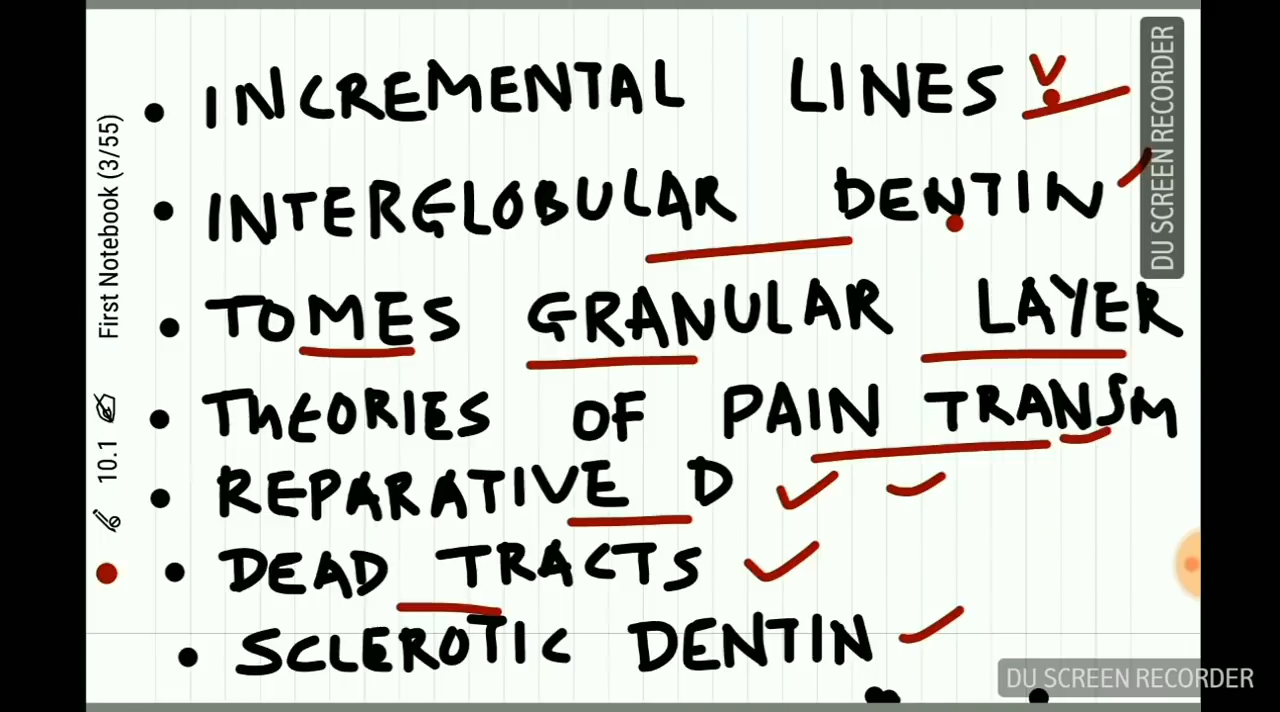 • INCREMENTAL LINES
• INTERGLOBULAR DENTIN
• TOMES GRANULAR LAYER
• THEORIES OF PAIN TRANSM
• REPARATIVE D
• DEAD TRACTS
• SCLEROTIC DENTIN
First Notebook (3/55)
10.1
DU SCREEN RECORDER
DU SCREEN RECORDER